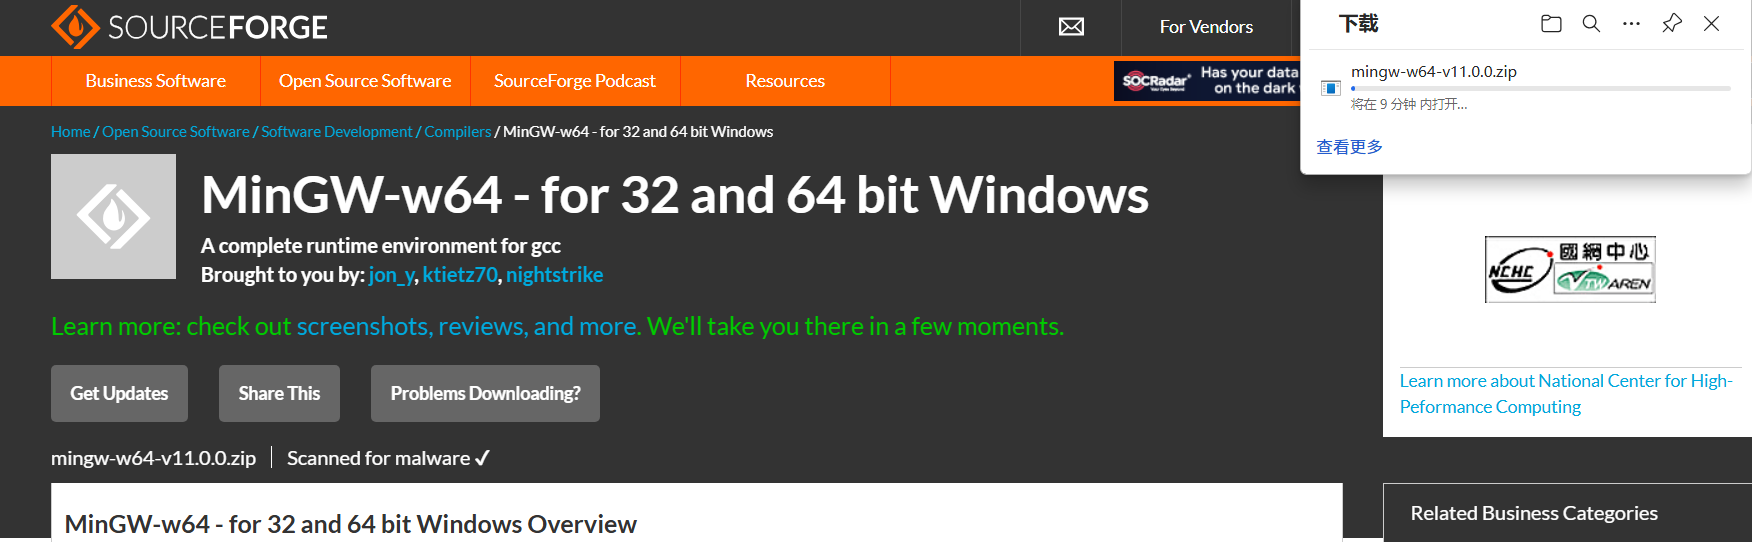 SOURCEFORGE
For Vendors
下载
Business Software
Open Source Software
SourceForge Podcast
Resources
SOCRadar
Has your data
on the dark
mingw-w64-v11.0.0.zip
将在 9 分钟 内打开...
查看更多
Home / Open Source Software / Software Development / Compilers / MinGW-w64 - for 32 and 64 bit Windows
MinGW-w64 - for 32 and 64 bit Windows
A complete runtime environment for gcc
Brought to you by: jon_y, ktietz70, nightstrike
國網中心
NCHC
TWAREN
Learn more: check out screenshots, reviews, and more. We'll take you there in a few moments.
Get Updates
Share This
Problems Downloading?
Learn more about National Center for High-
Peformance Computing
mingw-w64-v11.0.0.zip
Scanned for malware ✓
MinGW-w64 - for 32 and 64 bit Windows Overview
Related Business Categories